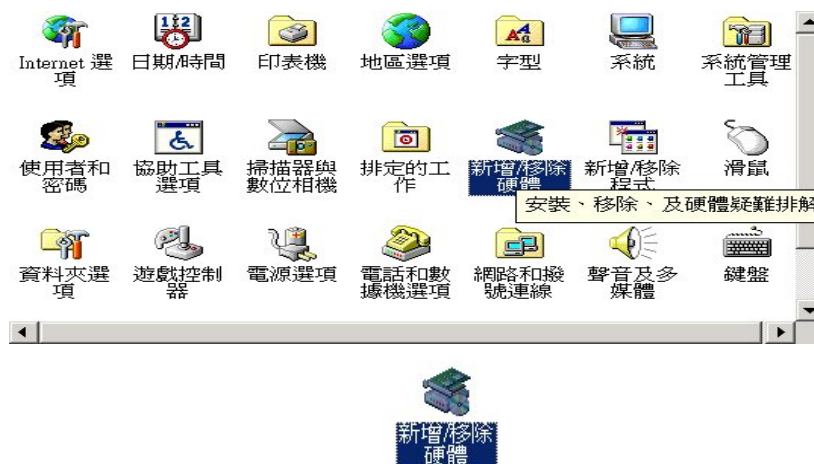 Internet 選
項
日期/時間
印表機
地區選項
字型
系統
系統管理
工具
使用者和
密碼
協助工具
選項
掃描器與
數位相機
排定的工
作
新增/移除
硬體
新增/移除
程式
滑鼠
安裝、移除、及硬體疑難排解
資料夾選
項
遊戲控制
器
電源選項
電話和數
據機選項
網路和撥
號連線
聲音及多
媒體
鍵盤
新增/移除
硬體